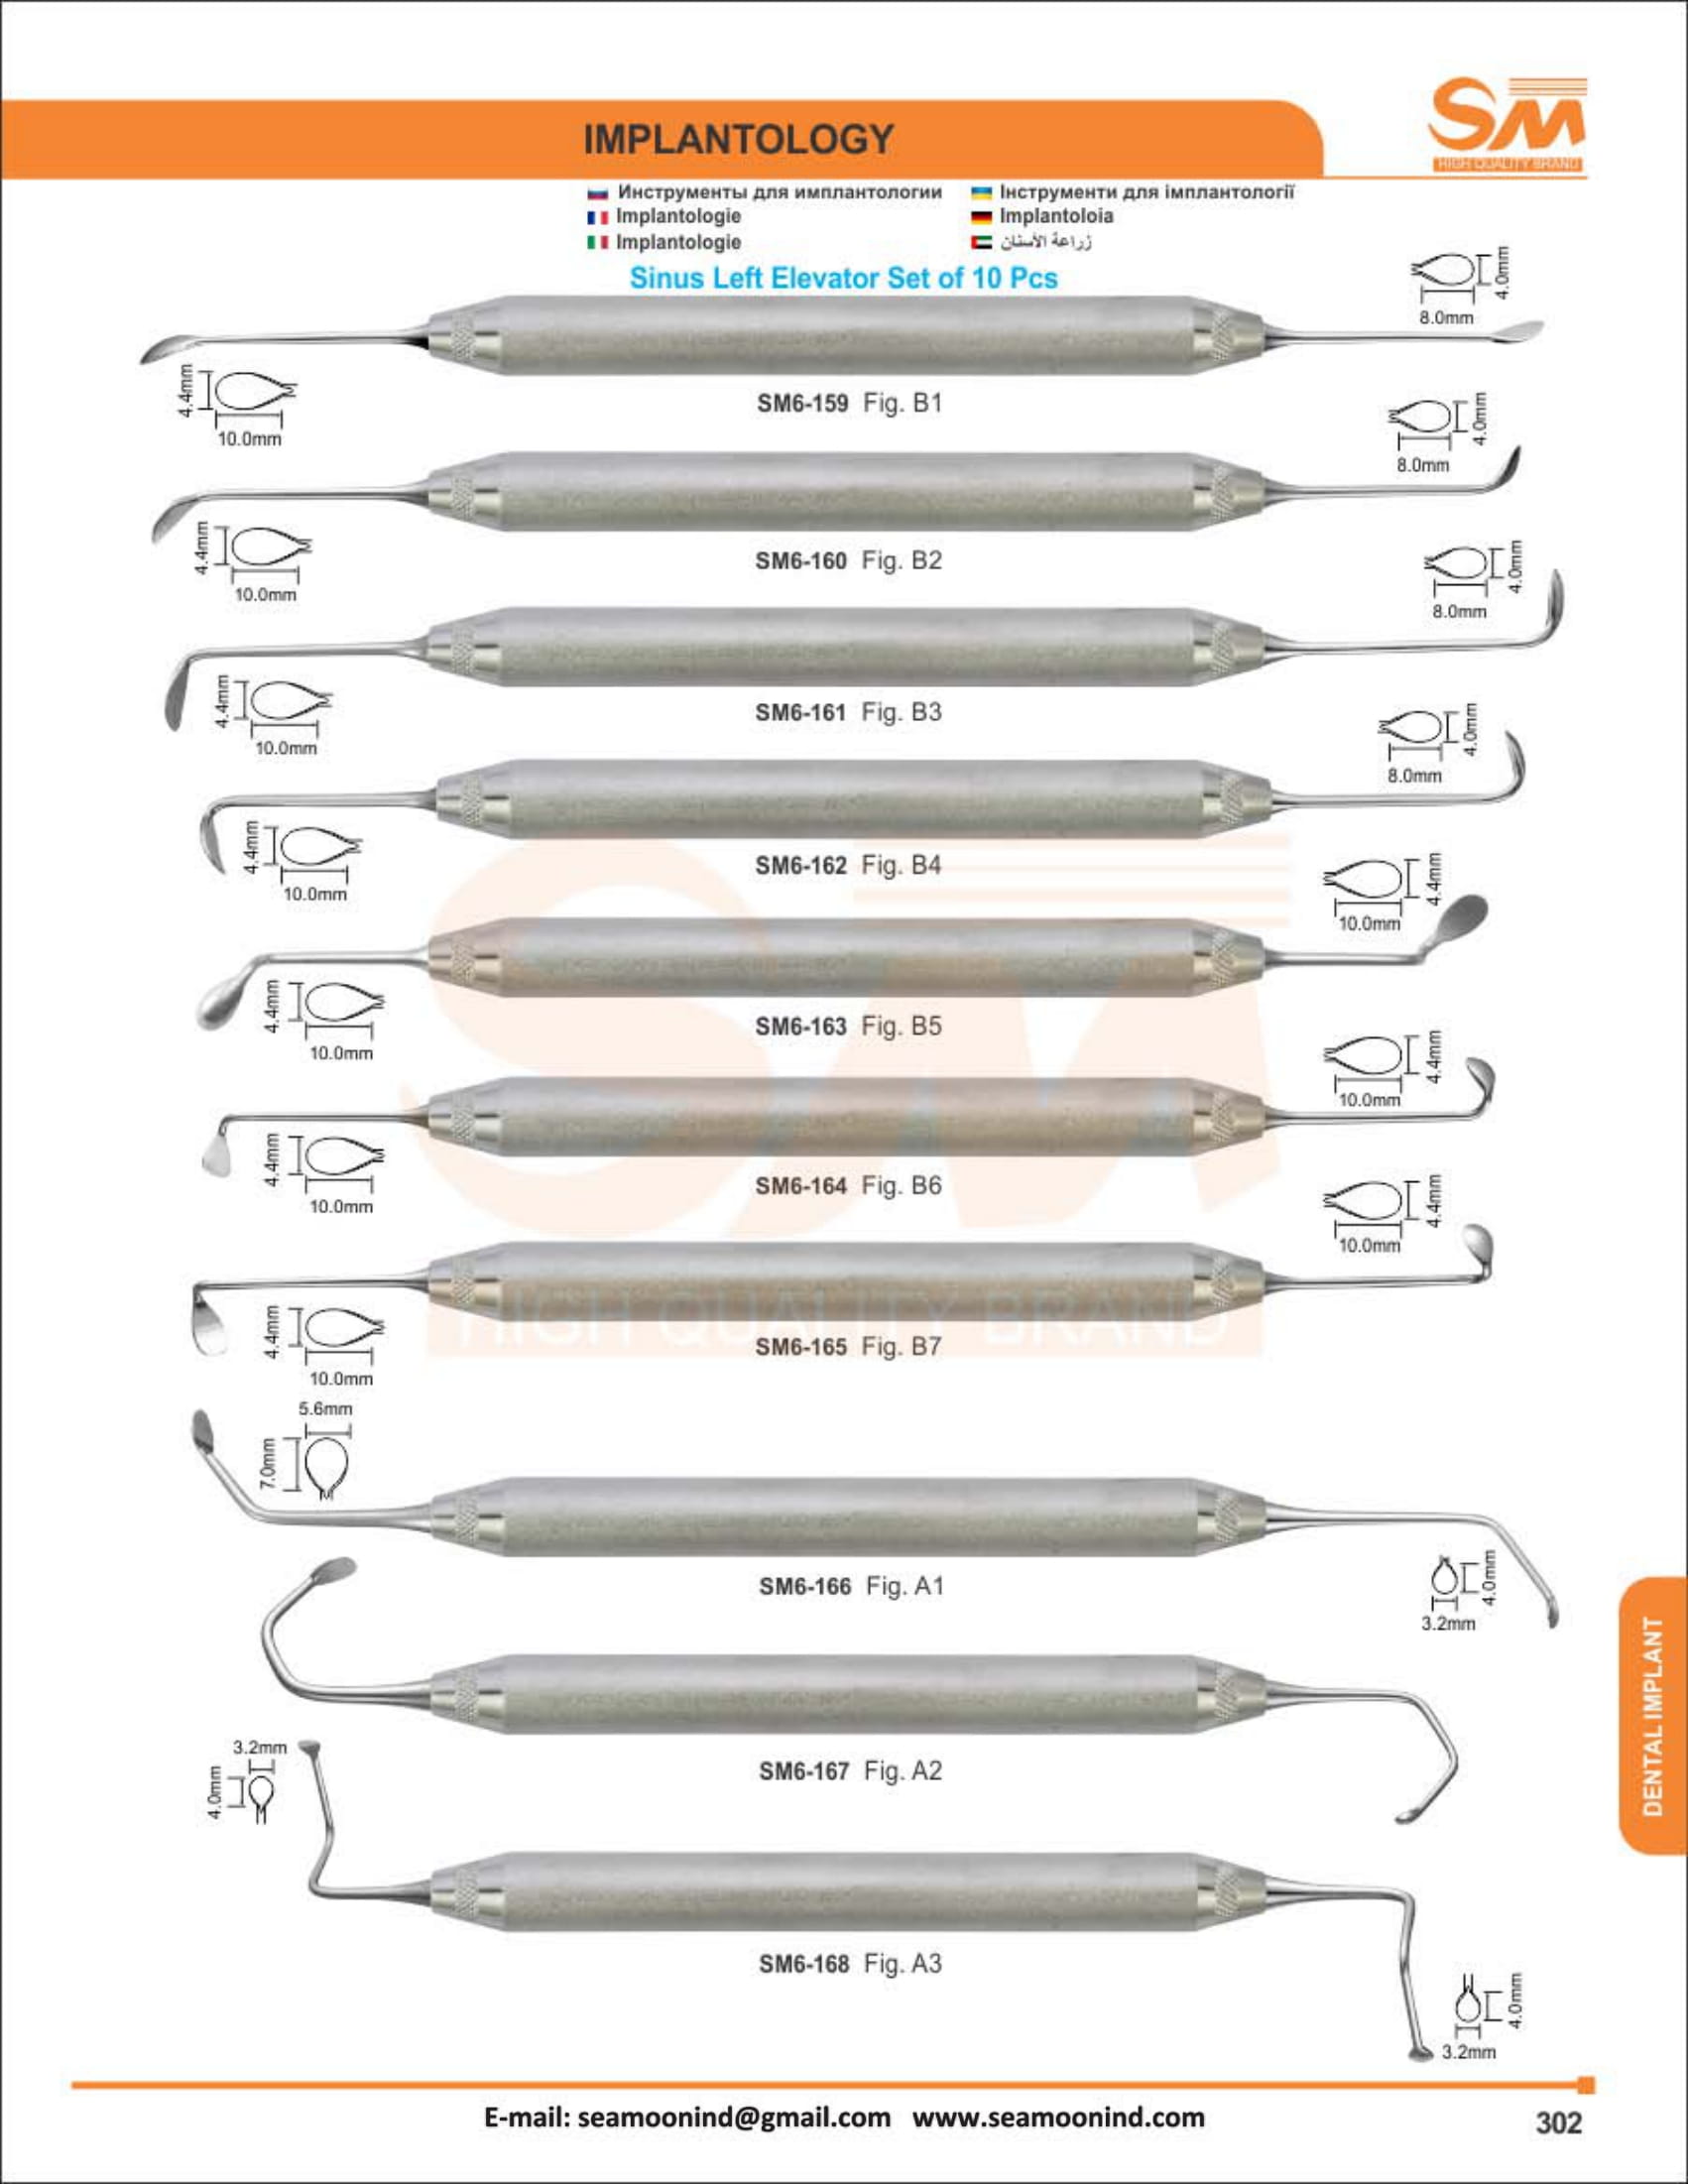 SM
HIGH QUALITY BRAND
IMPLANTOLOGY
Инструменты для имплантологии
Інструменти для імплантології
Implantologie
Implantoloia
Implantologie
زراعة الأسنان
Sinus Left Elevator Set of 10 Pcs
4.0mm
8.0mm
4.4mm
10.0mm
SM6-159 Fig. B1
4.0mm
8.0mm
4.4mm
10.0mm
SM6-160 Fig. B2
4.0mm
8.0mm
4.4mm
10.0mm
SM6-161 Fig. B3
4.0mm
8.0mm
4.4mm
10.0mm
SM6-162 Fig. B4
4.4mm
10.0mm
4.4mm
10.0mm
SM6-163 Fig. B5
4.4mm
10.0mm
4.4mm
10.0mm
SM6-164 Fig. B6
4.4mm
10.0mm
4.4mm
10.0mm
SM6-165 Fig. B7
SM
HIGH QUALITY BRAND
5.6mm
7.0mm
SM6-166 Fig. A1
4.0mm
3.2mm
SM6-167 Fig. A2
3.2mm
4.0mm
SM6-168 Fig. A3
4.0mm
3.2mm
DENTAL IMPLANT
E-mail: seamoonind@gmail.com www.seamoonind.com
302